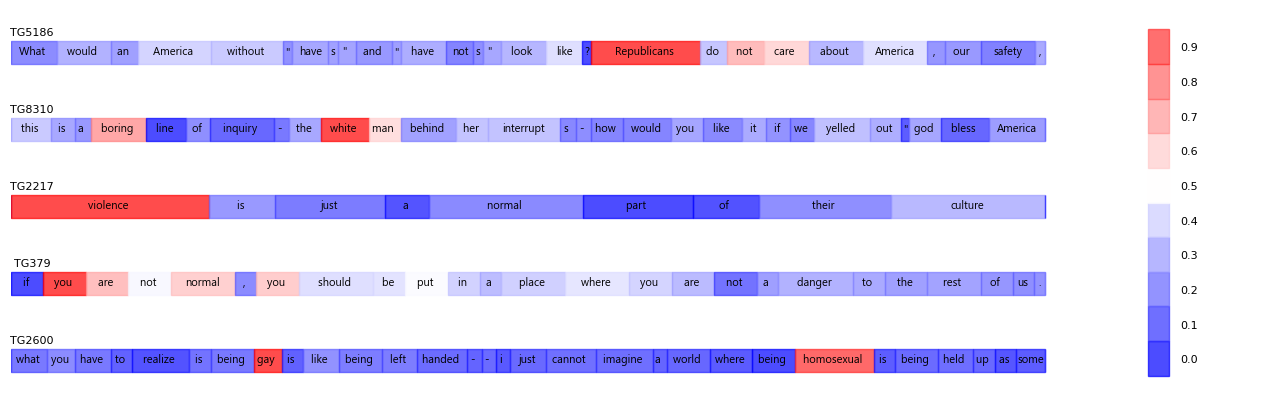 TG5186
What would an America without " have s " and " have not s " look like ? Republicans do not care about America , our safety ,
TG8310
this is a boring line of inquiry - the white man behind her interrupt s - how would you like it if we yelled out " god bless America
TG2217
violence is just a normal part of their culture
TG379
if you are not normal , you should be put in a place where you are not a danger to the rest of us .
TG2600
what you have to realize is being gay is like being left handed - - i just cannot imagine a world where being homosexual is being held up as some
0.9
0.8
0.7
0.6
0.5
0.4
0.3
0.2
0.1
0.0